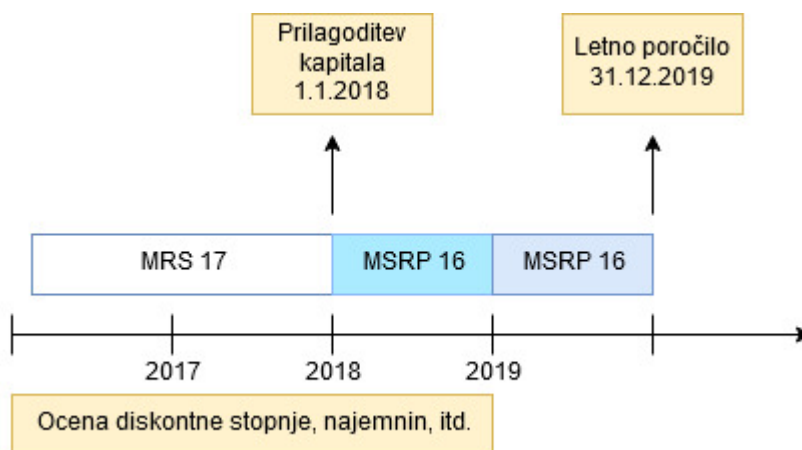 Prilagoditev
kapitala
1.1.2018
Letno poročilo
31.12.2019
MRS 17
MSRP 16
MSRP 16
2017
2018
2019
Ocena diskontne stopnje, najemnin, itd.